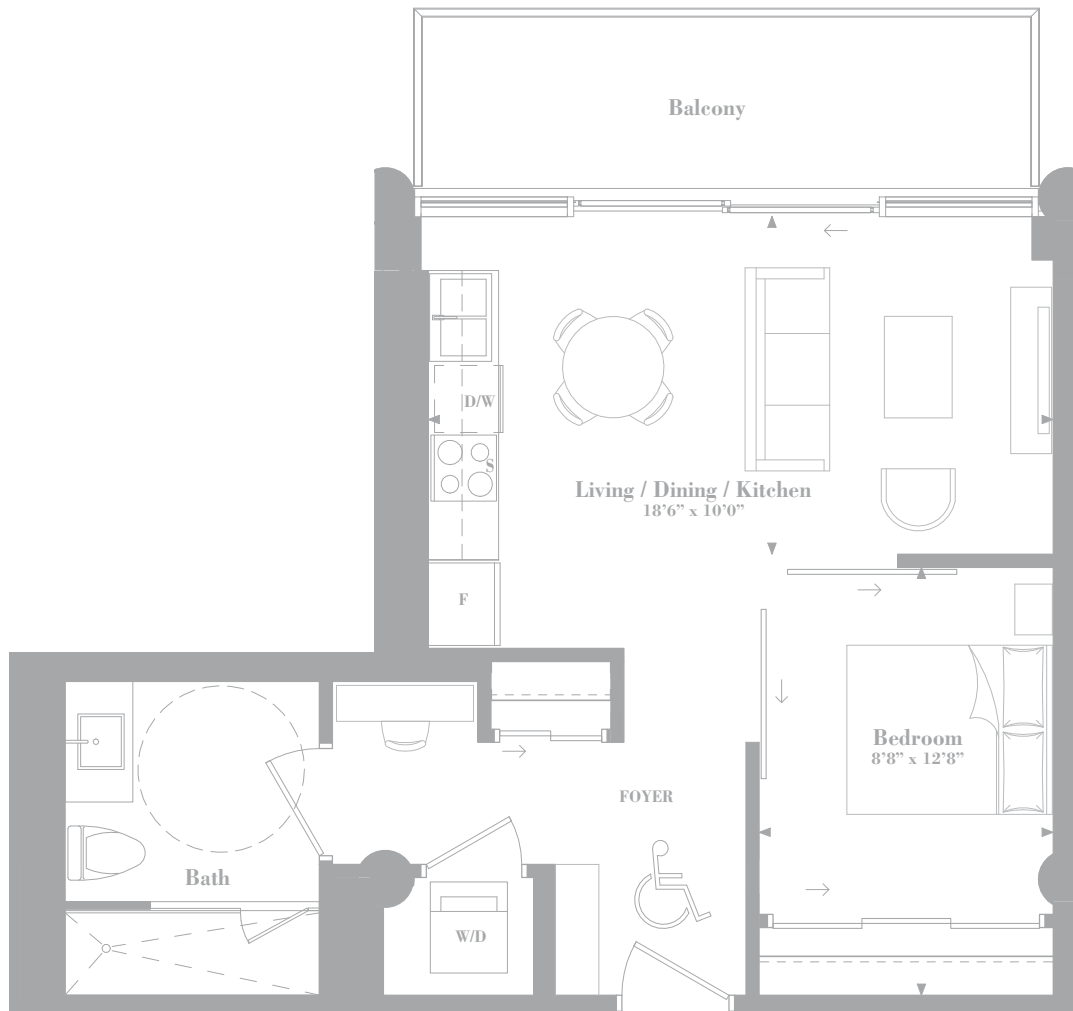 Balcony
D/W
S
Living / Dining / Kitchen
18'6” x 10'0”
F
Bedroom
8'8” x 12'8”
FOYER
Bath
W/D